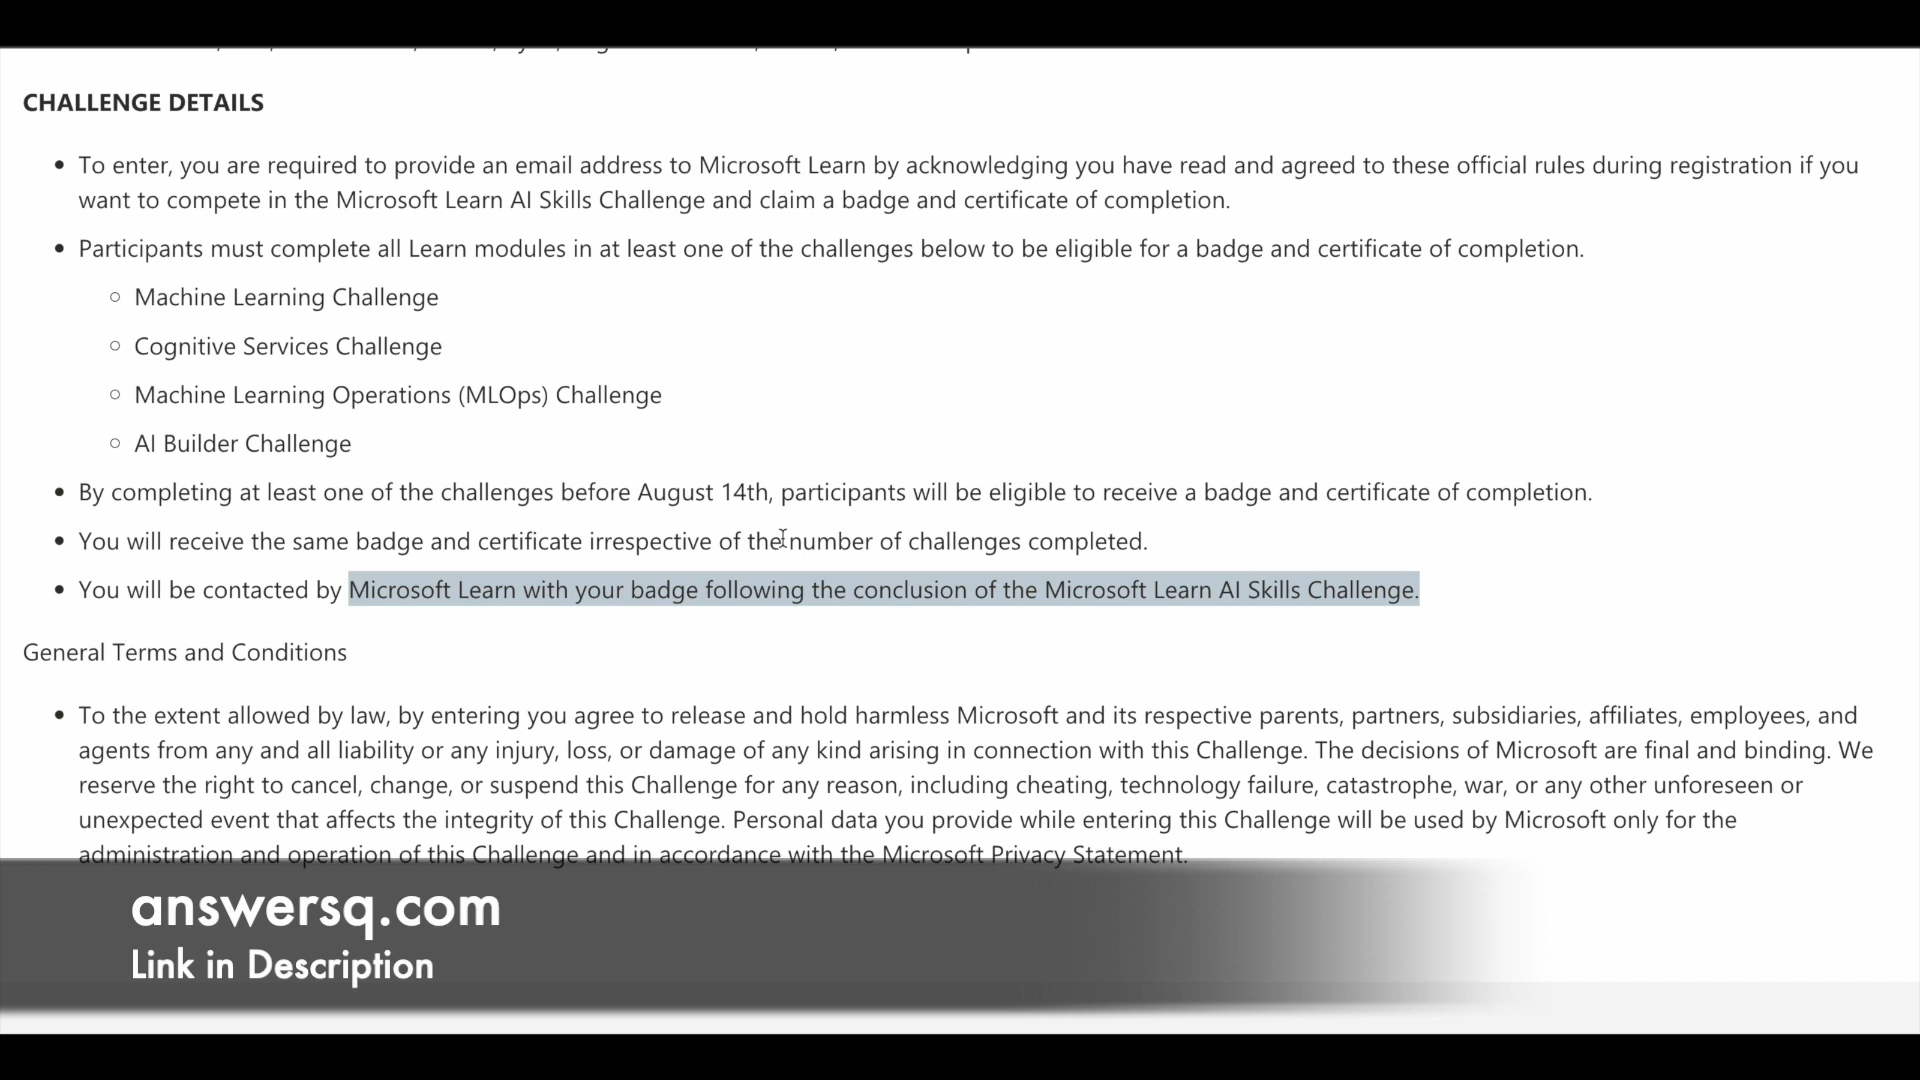 CHALLENGE DETAILS
• To enter, you are required to provide an email address to Microsoft Learn by acknowledging you have read and agreed to these official rules during registration if you
want to compete in the Microsoft Learn AI Skills Challenge and claim a badge and certificate of completion.
• Participants must complete all Learn modules in at least one of the challenges below to be eligible for a badge and certificate of completion.
○ Machine Learning Challenge
○ Cognitive Services Challenge
○ Machine Learning Operations (MLOps) Challenge
○ AI Builder Challenge
• By completing at least one of the challenges before August 14th, participants will be eligible to receive a badge and certificate of completion.
• You will receive the same badge and certificate irrespective of the number of challenges completed.
• You will be contacted by Microsoft Learn with your badge following the conclusion of the Microsoft Learn AI Skills Challenge.
General Terms and Conditions
• To the extent allowed by law, by entering you agree to release and hold harmless Microsoft and its respective parents, partners, subsidiaries, affiliates, employees, and
agents from any and all liability or any injury, loss, or damage of any kind arising in connection with this Challenge. The decisions of Microsoft are final and binding. We
reserve the right to cancel, change, or suspend this Challenge for any reason, including cheating, technology failure, catastrophe, war, or any other unforeseen or
unexpected event that affects the integrity of this Challenge. Personal data you provide while entering this Challenge will be used by Microsoft only for the
administration and operation of this Challenge and in accordance with the Microsoft Privacy Statement.
answersq.com
Link in Description